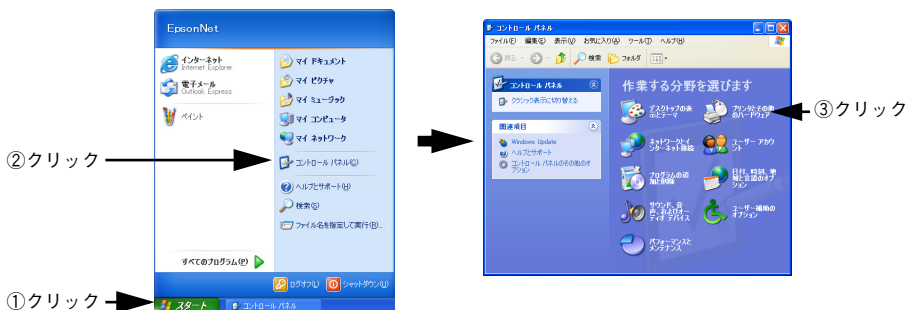 EpsonNet
インターネット
Internet Explorer
電子メール
Outlook Express
ペイント
すべてのプログラム(P)
マイ ドキュメント
マイ ピクチャ
マイ ミュージック
マイ コンピュータ
マイ ネットワーク
コントロール パネル(C)
ヘルプとサポート(H)
検索(S)
ファイル名を指定して実行(R)...
ログオフ(L)
シャットダウン(U)
スタート
コントロール パネル
②クリック
①クリック
コントロール パネル
ファイル(F) 編集(E) 表示(V) お気に入り(A) ツール(T) ヘルプ(H)
戻る
検索
フォルダ
コントロール パネル
クラシック表示に切り替える
関連項目
Windows Update
ヘルプとサポート
コントロール パネルのその他のオ
プション
作業する分野を選びます
デスクトップの表
示とテーマ
プリンタとその他
のハードウェア
ネットワークとイ
ンターネット接続
ユーザー アカウ
ント
プログラムの追
加と削除
日付、時刻、地
域と言語のオプ
ション
サウンド、音
声、およびオー
ディオ デバイス
ユーザー補助の
オプション
パフォーマンスと
メンテナンス
③クリック